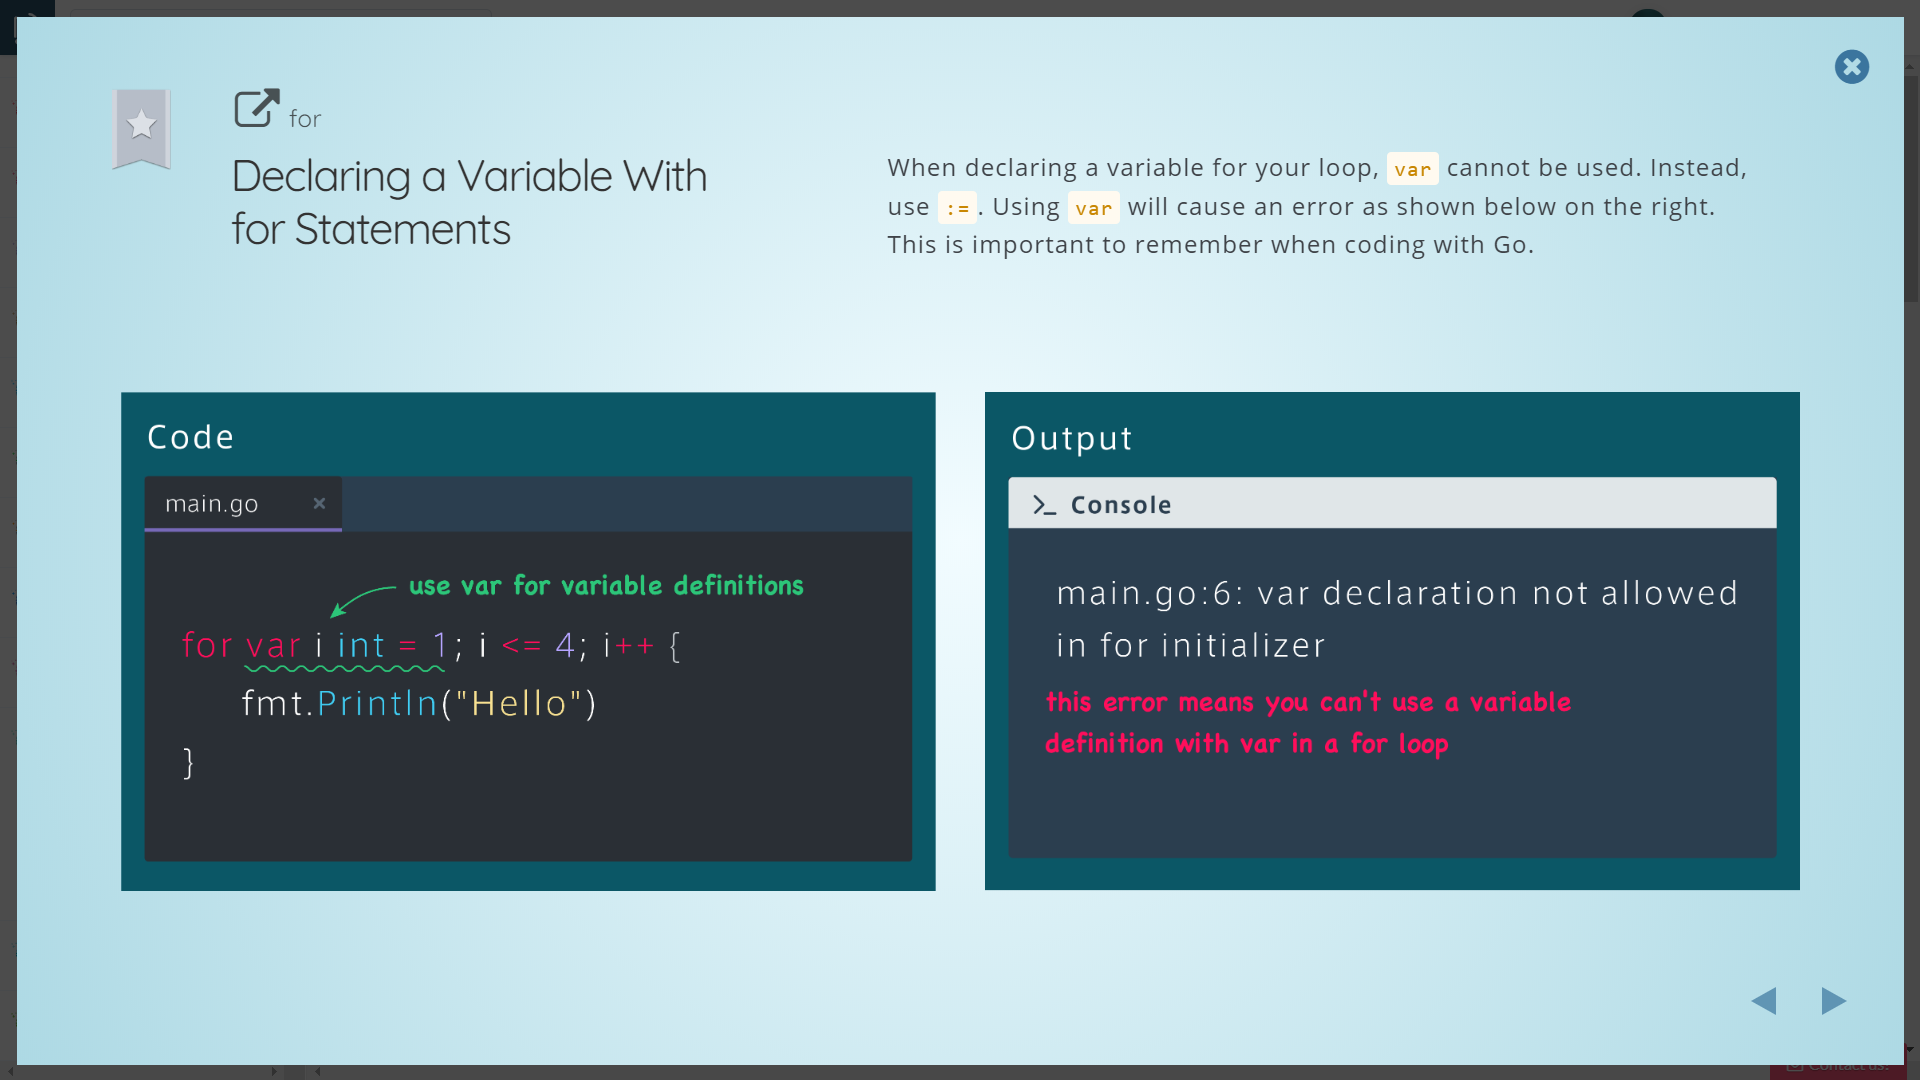 for
Declaring a Variable With
for Statements
When declaring a variable for your loop, var cannot be used. Instead,
use := . Using var will cause an error as shown below on the right.
This is important to remember when coding with Go.
Code
main.go ×
use var for variable definitions
for var i int = 1; i <= 4; i++ {
fmt.Println("Hello")
}
Output
>_ Console
main.go:6: var declaration not allowed
in for initializer
this error means you can't use a variable
definition with var in a for loop
Contact us!